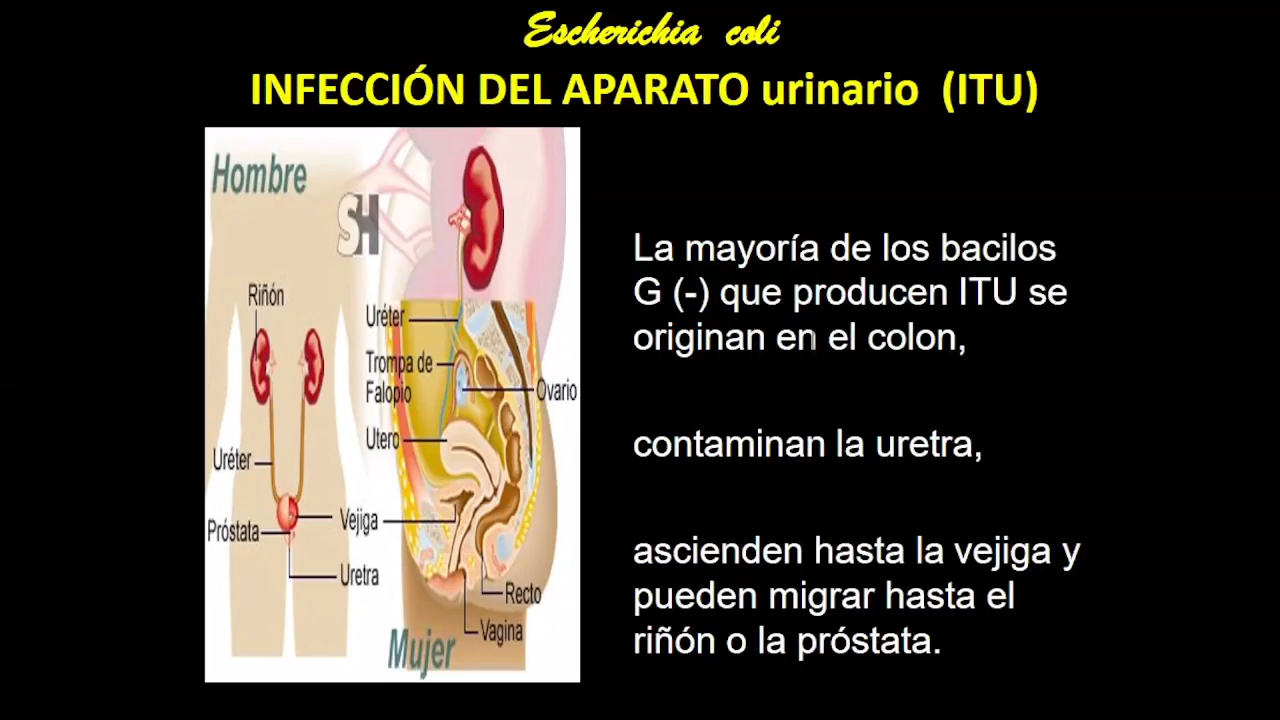 Escherichia coli
INFECCIÓN DEL APARATO urinario (ITU)
Hombre
SH
Riñón
Uréter
Próstata
Vejiga
Uretra
Uréter
Trompa de
Falopio
Utero
Ovario
Recto
Vagina
Mujer
La mayoría de los bacilos
G (-) que producen ITU se
originan en el colon,
contaminan la uretra,
ascienden hasta la vejiga y
pueden migrar hasta el
riñón o la próstata.